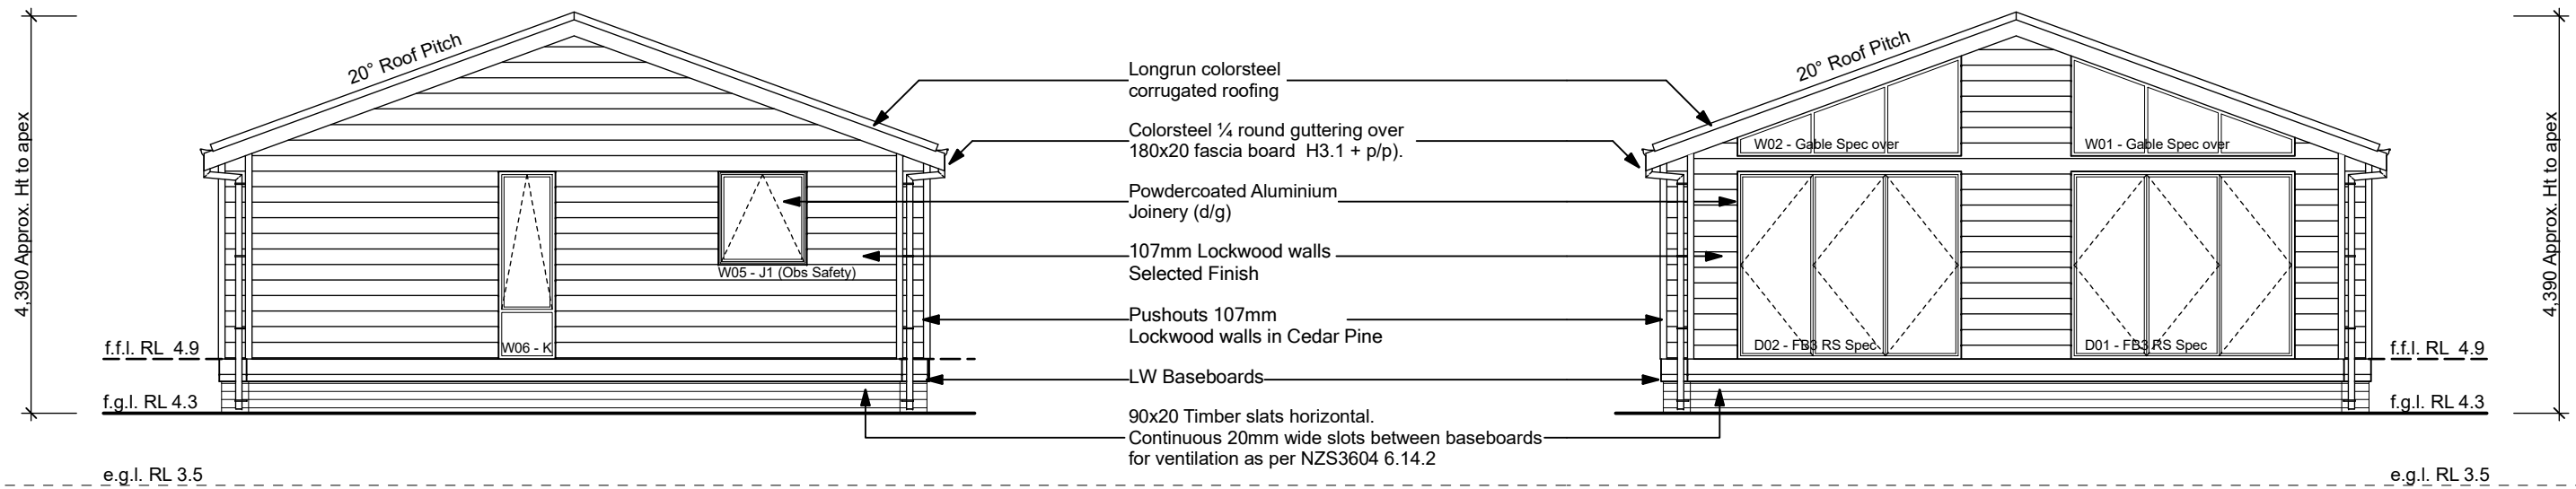 4,390 Approx. Ht to apex
20° Roof Pitch
W05 - J1 (Obs Safety)
W06 - K
f.f.l. RL 4.9
f.g.l. RL 4.3
e.g.l. RL 3.5
Longrun colorsteel
corrugated roofing
Colorsteel ¼ round guttering over
180x20 fascia board H3.1 + p/p).
Powdercoated Aluminium
Joinery (d/g)
107mm Lockwood walls
Selected Finish
Pushouts 107mm
Lockwood walls in Cedar Pine
LW Baseboards
90x20 Timber slats horizontal.
Continuous 20mm wide slots between baseboards
for ventilation as per NZS3604 6.14.2
20° Roof Pitch
W02 - Gable Spec over
W01 - Gable Spec over
D02 - FB3 RS Spec
D01 - FB3 RS Spec
f.f.l. RL 4.9
f.g.l. RL 4.3
e.g.l. RL 3.5
4,390 Approx. Ht to apex